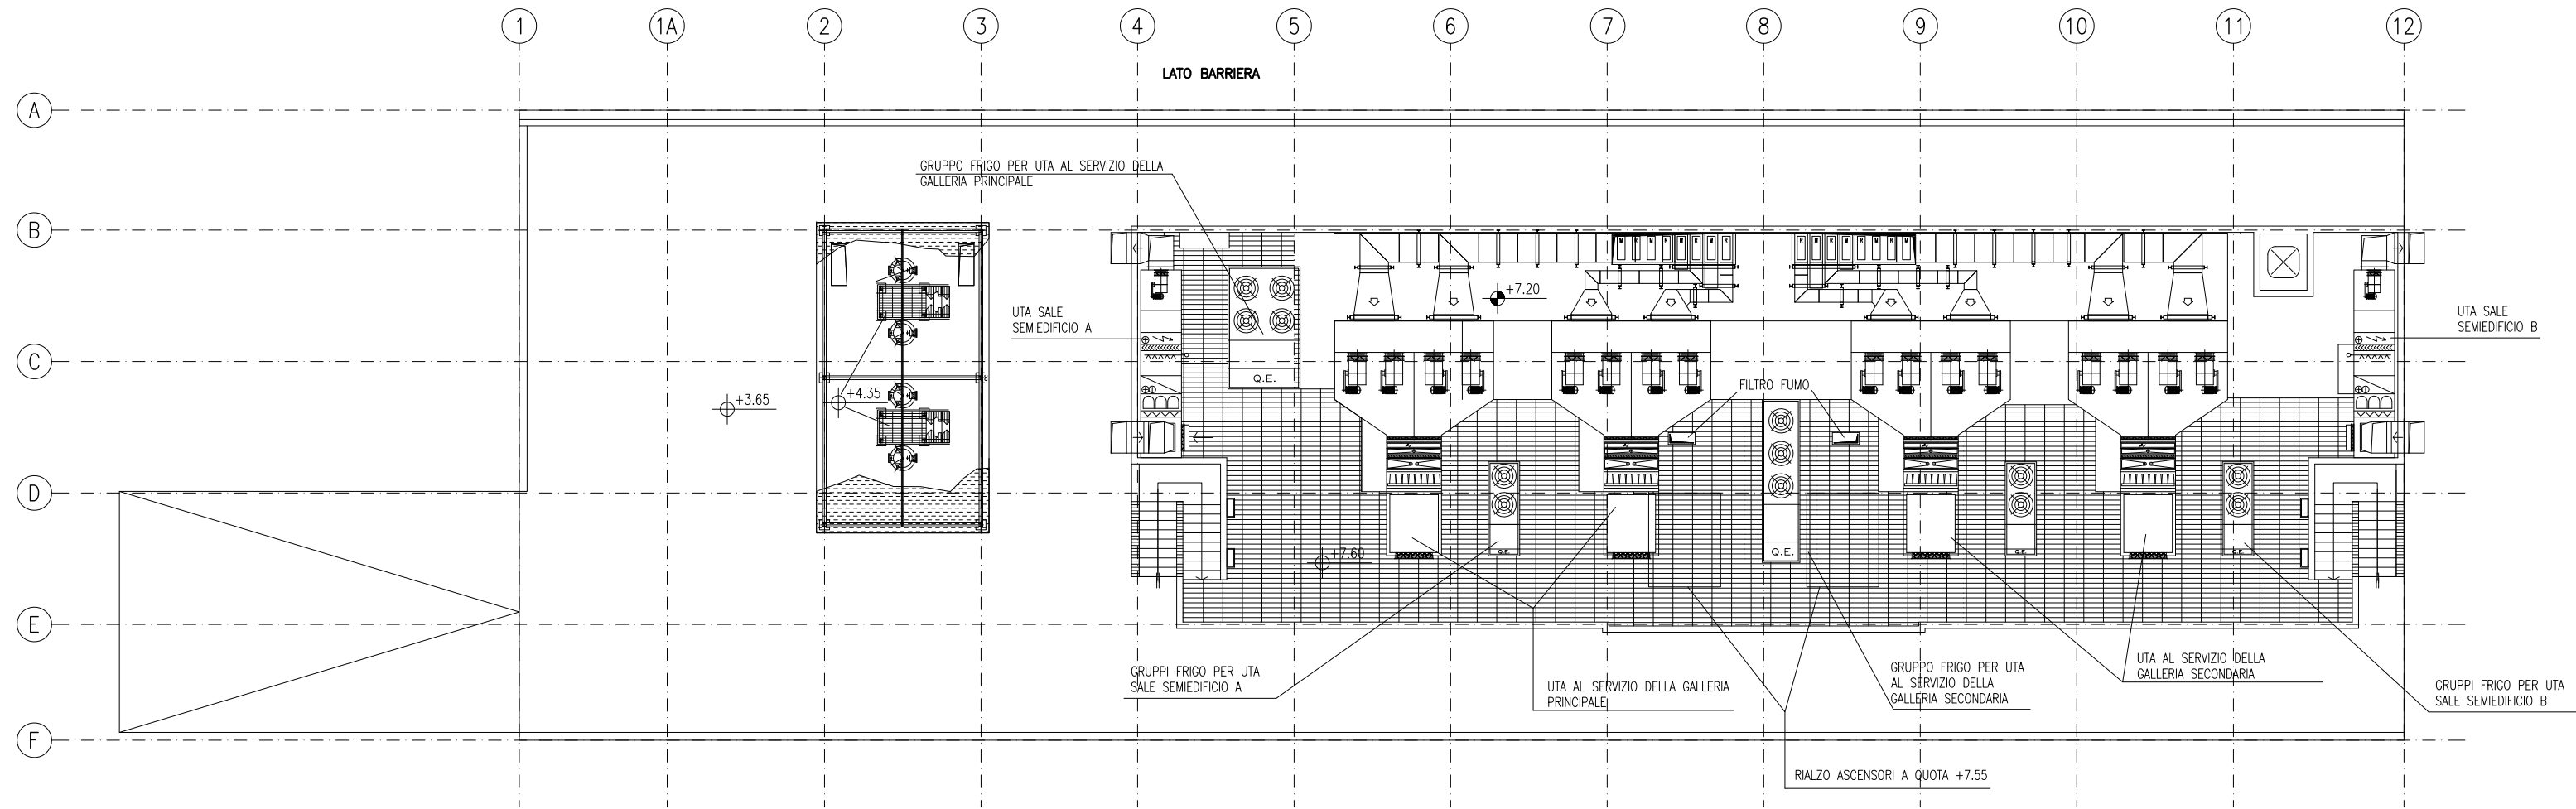 1 1A 2 3 4 5 6 7 8 9 10 11 12
LATO BARRIERA
A
GRUPPO FRIGO PER UTA AL SERVIZIO DELLA
GALLERIA PRINCIPALE
B
M R M R M R M R
R M R M R M R M
+7.20
UTA SALE
SEMIEDIFICIO A
UTA SALE
SEMIEDIFICIO B
C
Q.E.
FILTRO FUMO
+3.65
+4.35
D
Q.E.
Q.E.
Q.E.
Q.E.
+7.60
E
GRUPPI FRIGO PER UTA
SALE SEMIEDIFICIO A
UTA AL SERVIZIO DELLA GALLERIA
PRINCIPALE
GRUPPO FRIGO PER UTA
AL SERVIZIO DELLA
GALLERIA SECONDARIA
UTA AL SERVIZIO DELLA
GALLERIA SECONDARIA
GRUPPI FRIGO PER UTA
SALE SEMIEDIFICIO B
F
RIALZO ASCENSORI A QUOTA +7.55